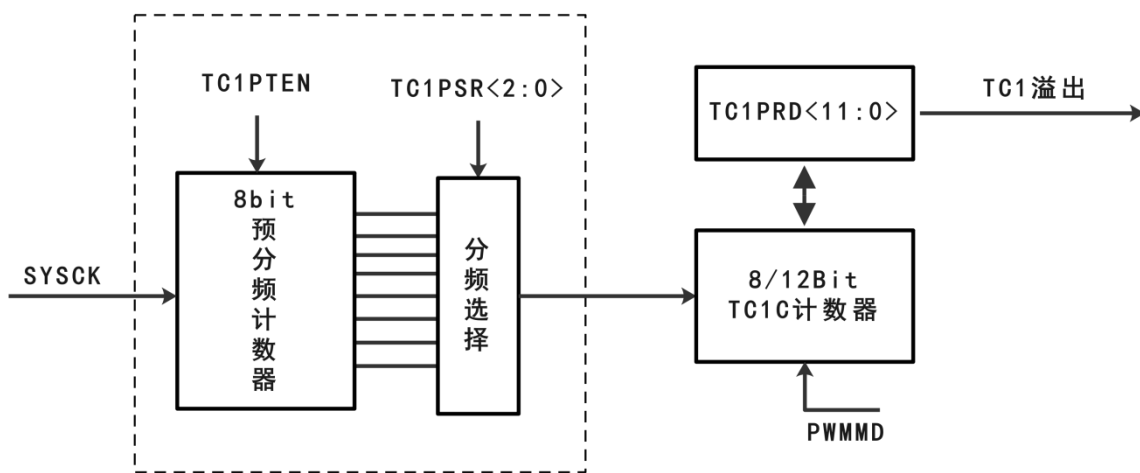 TC1PTEN
TC1PSR<2:0>
TC1PRD<11:0>
TC1溢出
8bit
预分频计数器
分频选择
SYSCK
8/12Bit
TC1C计数器
PWMMD